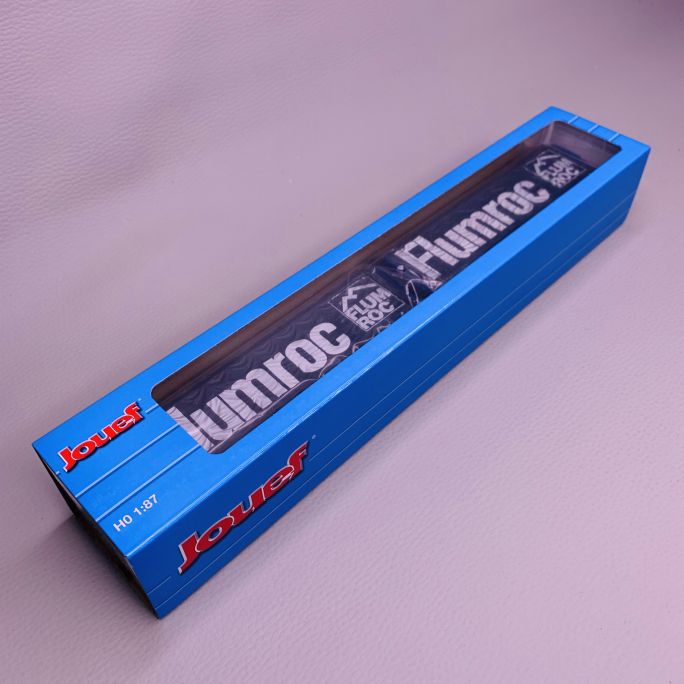 Flumroc
FLUM
ROC
lumroc
FLUM
ROC
Jouef
H0 1:87
Jouef